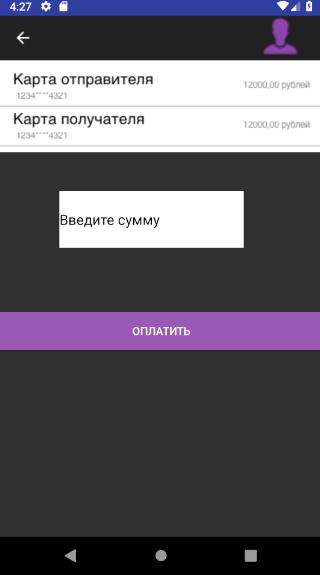 4:27
Карта отправителя
12000,00 рублей
1234****4321
Карта получателя
12000,00 рублей
1234****4321
Введите сумму
ОПЛАТИТЬ